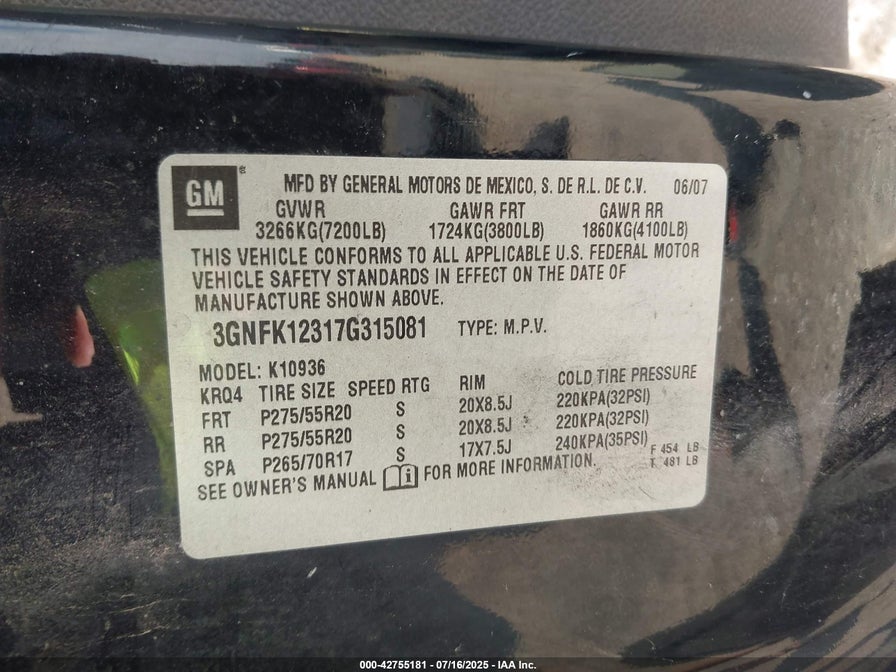 GM® MFD BY GENERAL MOTORS DE MEXICO, S. DE R.L. DE C.V. 06/07
GVWR GAWR FRT GAWR RR
3266KG(7200LB) 1724KG(3800LB) 1860KG(4100LB)
THIS VEHICLE CONFORMS TO ALL APPLICABLE U.S. FEDERAL MOTOR
VEHICLE SAFETY STANDARDS IN EFFECT ON THE DATE OF
MANUFACTURE SHOWN ABOVE.
3GNFK12317G315081 TYPE: M.P.V.
MODEL: K10936
KRQ4 TIRE SIZE SPEED RTG RIM COLD TIRE PRESSURE
FRT P275/55R20 S 20X8.5J 220KPA(32PSI)
RR P275/55R20 S 20X8.5J 220KPA(32PSI)
SPA P265/70R17 S 17X7.5J 240KPA(35PSI)
F 454 LB
T 481 LB
SEE OWNER'S MANUAL i FOR MORE INFORMATION.
000-42755181 - 07/16/2025 - IAA Inc.